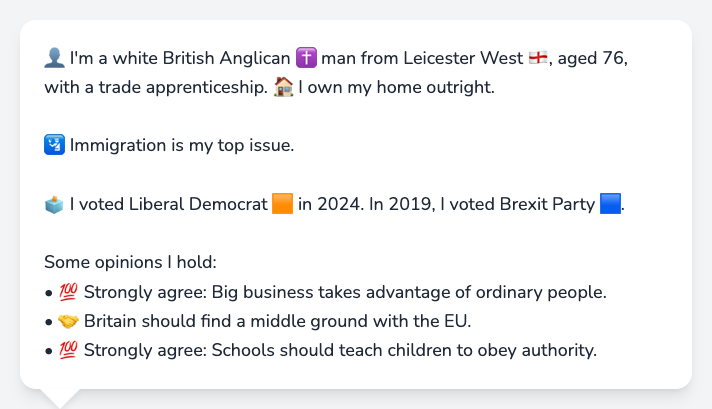 👤 I'm a white British Anglican ✝️ man from Leicester West 🏴󠁧󠁢󠁥󠁮󠁧󠁿, aged 76,
with a trade apprenticeship. 🏠 I own my home outright.
🛂 Immigration is my top issue.
🗳️ I voted Liberal Democrat 🟧 in 2024. In 2019, I voted Brexit Party 🟦.
Some opinions I hold:
• 💯 Strongly agree: Big business takes advantage of ordinary people.
• 🤝 Britain should find a middle ground with the EU.
• 💯 Strongly agree: Schools should teach children to obey authority.